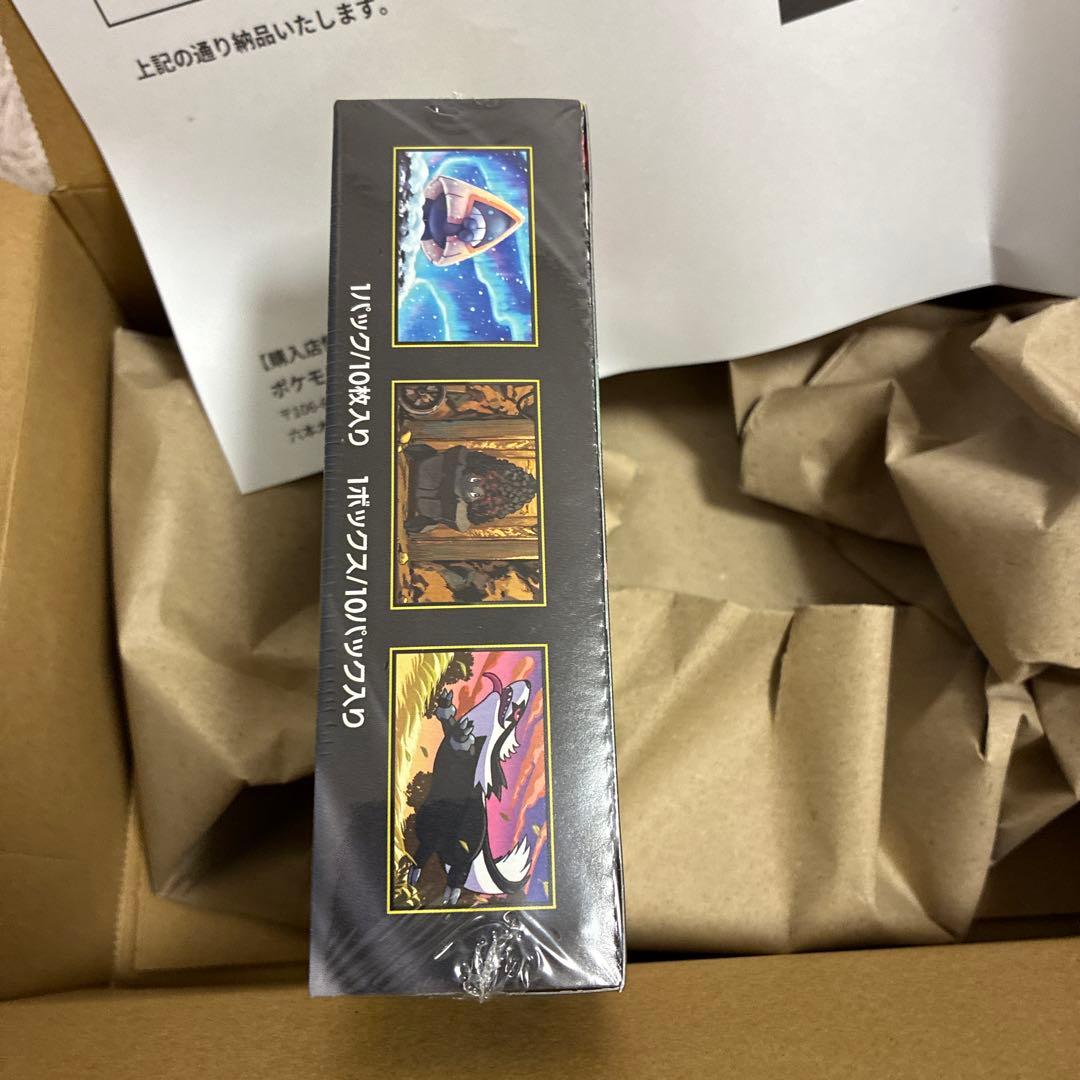 上記の通り納品いたします。
【購入店
ポケモ
〒106-
六本
1パック/10枚入り 1ボックス/10パック入り